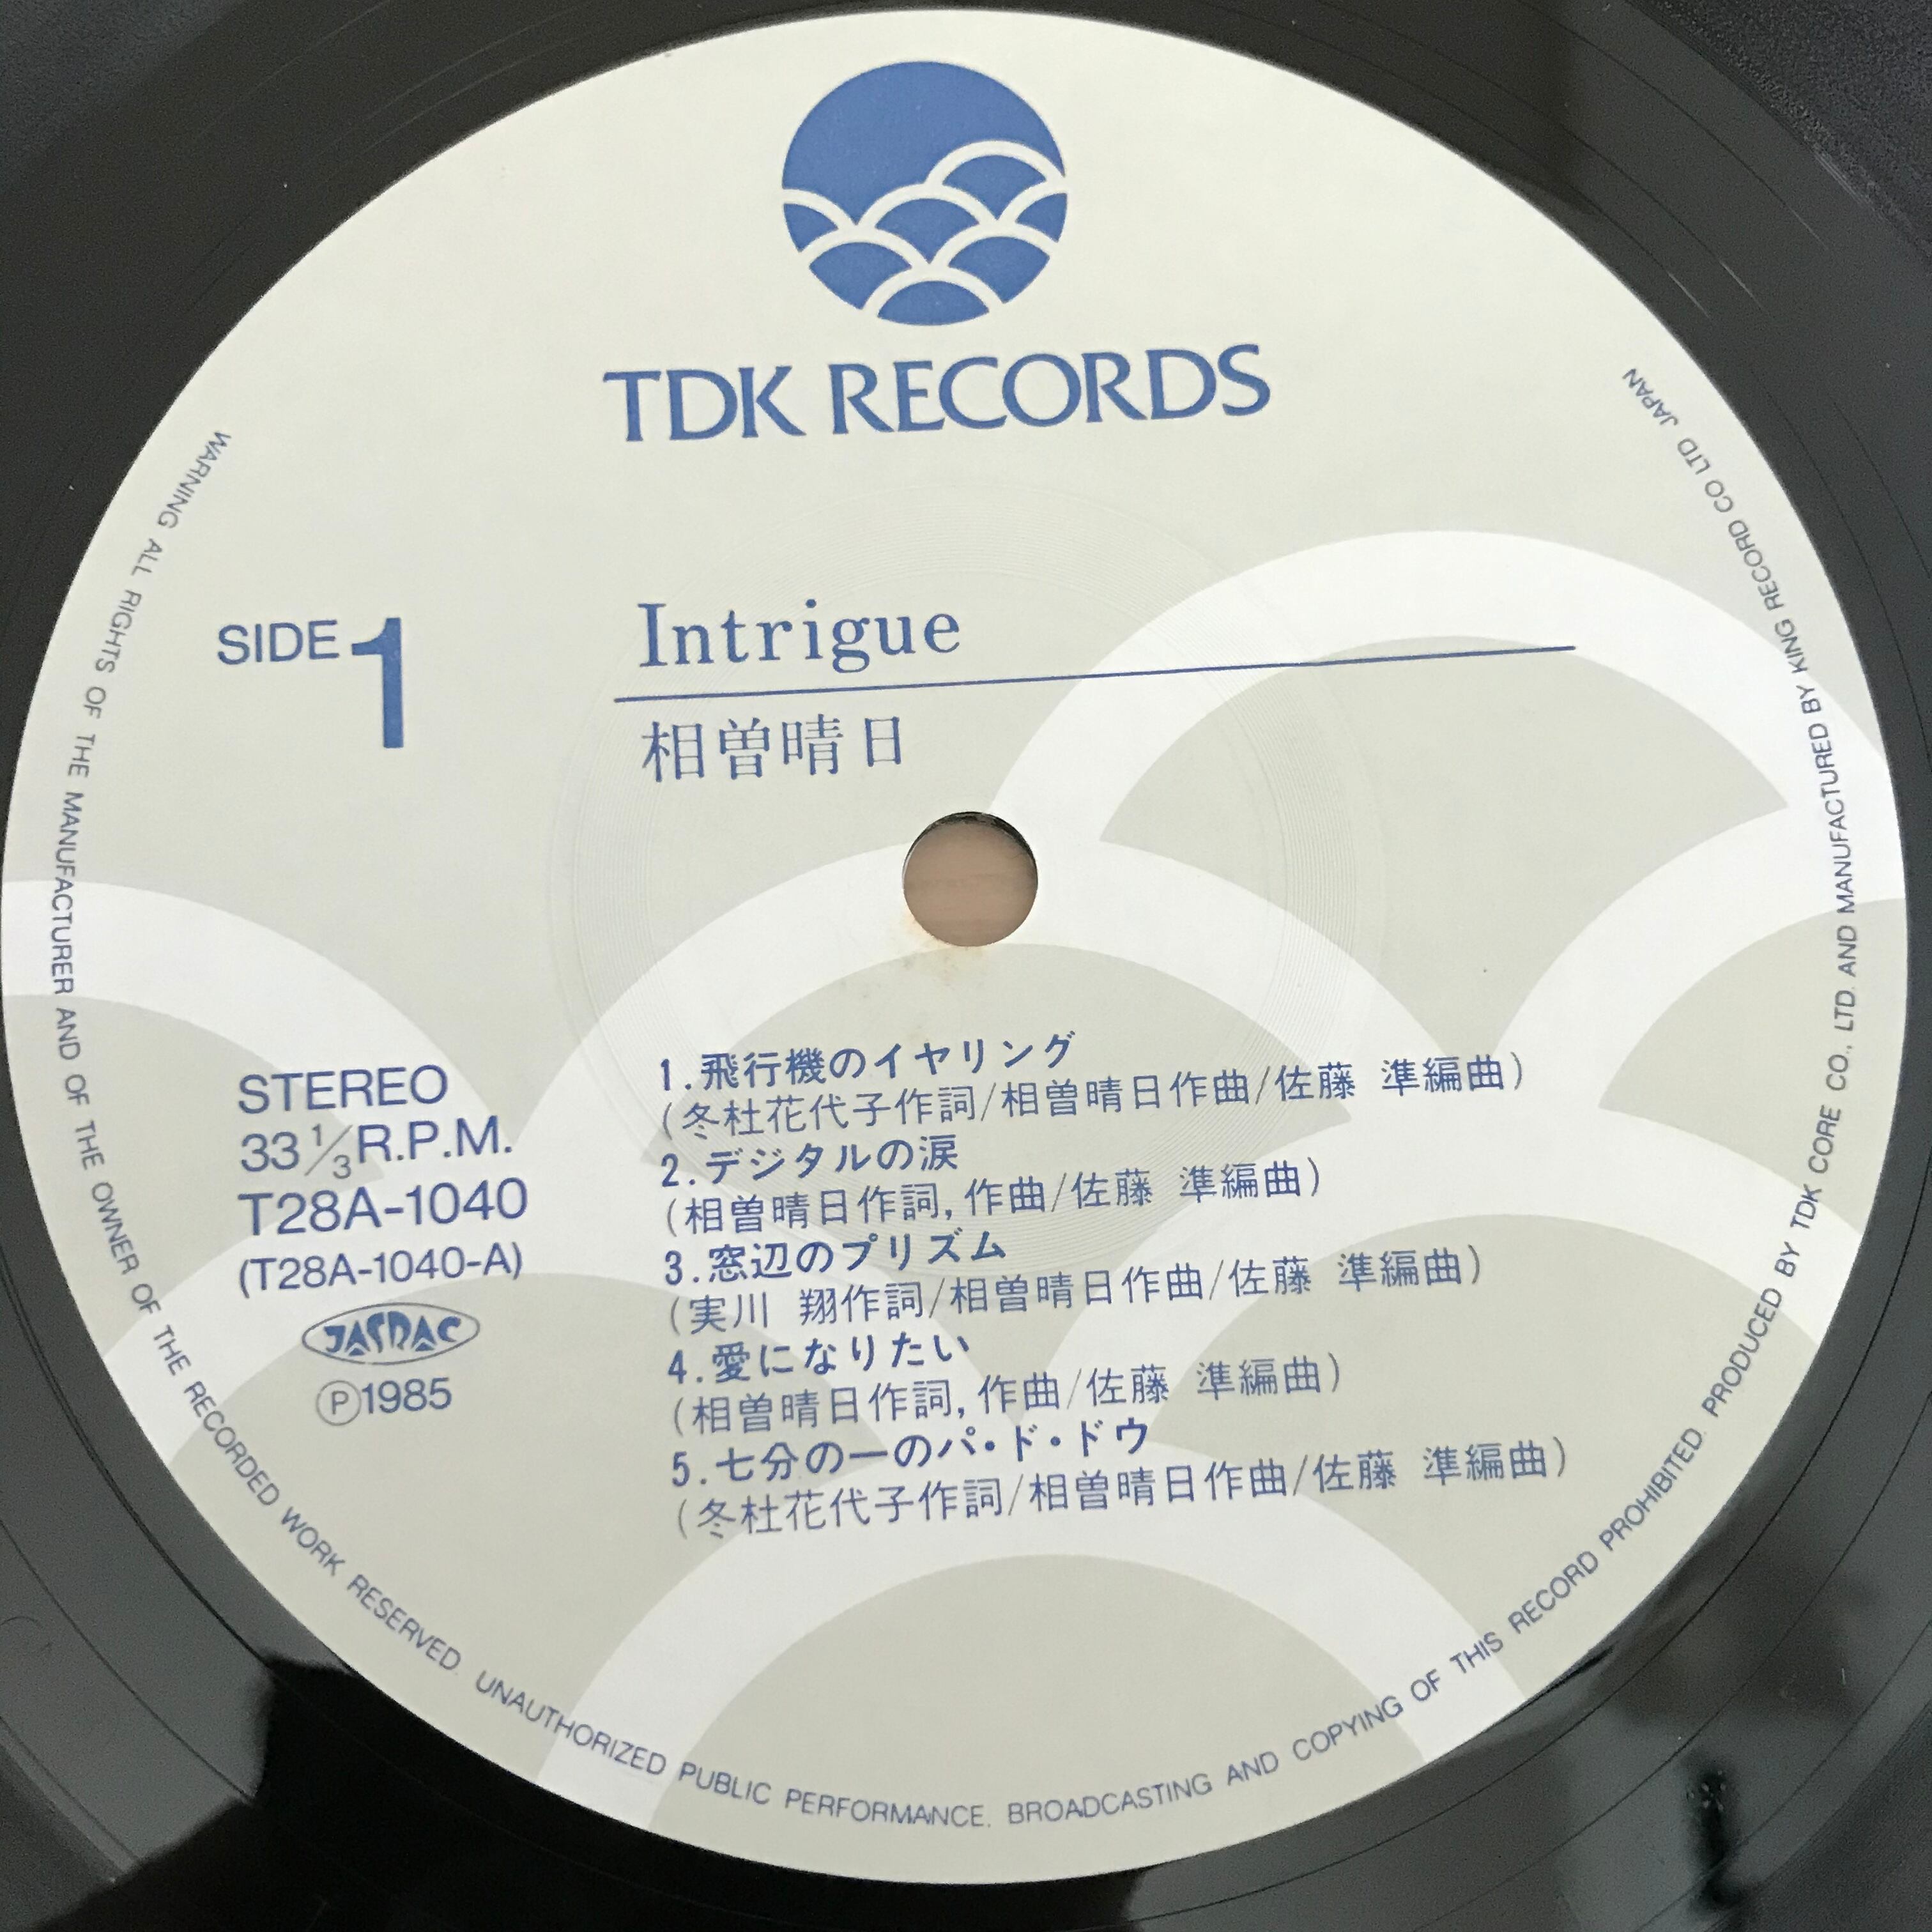 TDK RECORDS
SIDE 1
Intrigue
相曽晴日
STEREO
33 1/3 R.P.M.
T28A-1040
(T28A-1040-A)
JASRAC
Ⓟ1985
1.飛行機のイヤリング
(冬杜花代子作詞/相曽晴日作曲/佐藤 準編曲)
2.デジタルの涙
(相曽晴日作詞,作曲/佐藤 準編曲)
3.窓辺のプリズム
(実川 翔作詞/相曽晴日作曲/佐藤 準編曲)
4.愛になりたい
(相曽晴日作詞,作曲/佐藤 準編曲)
5.七分の一のパ・ド・ドウ
(冬杜花代子作詞/相曽晴日作曲/佐藤 準編曲)
WARNING ALL RIGHTS OF THE MANUFACTURER AND OF THE OWNER OF THE RECORDED WORK RESERVED. UNAUTHORIZED PUBLIC PERFORMANCE. BROADCASTING AND COPYING OF THIS RECORD PROHIBITED. PRODUCED BY TDK CORE CO., LTD. AND MANUFACTURED BY KING RECORD CO LTD JAPAN